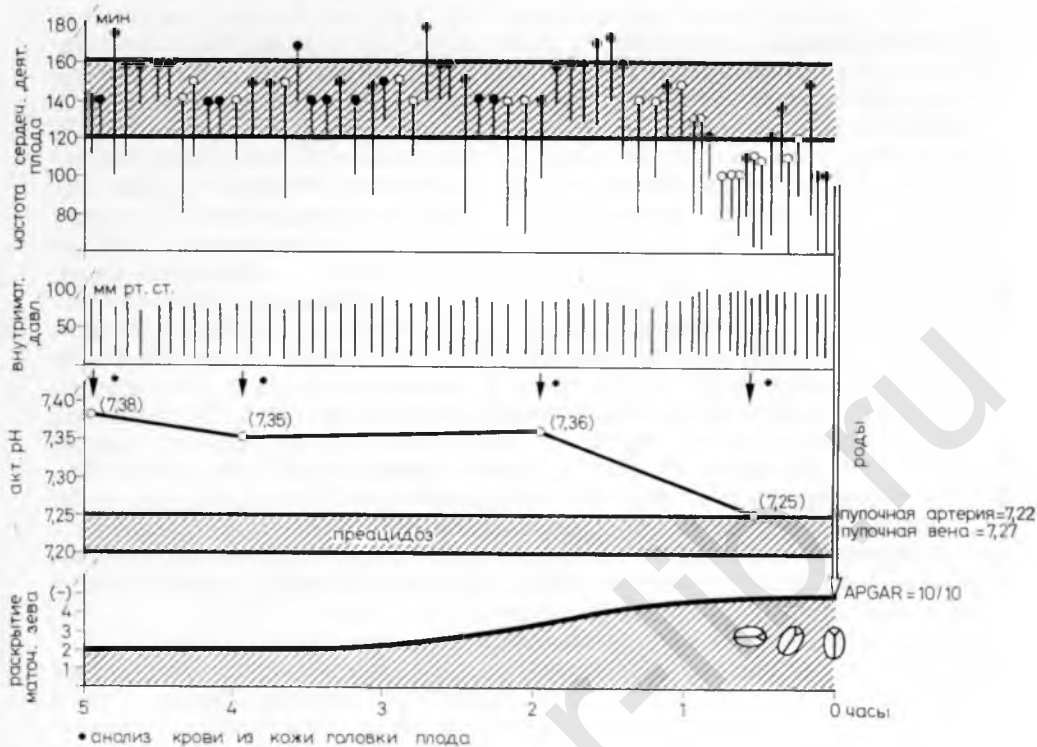 мин
180
160
140
120
100
80
частота сердеч. деят. плода
мм рт. ст.
100
50
внутримат. давл.
7,40
7,35
7,30
7,25
7,20
акт. pH
(7,38)
(7,35)
(7,36)
(7,25)
преацидоз
роды
пупочная артерия=7,22
пупочная вена =7,27
(−)
4
3
2
1
раскрытие маточ. зева
APGAR = 10/10
5
4
3
2
1
0 часы
• анализ крови из кожи головки плода
r-lib.ru